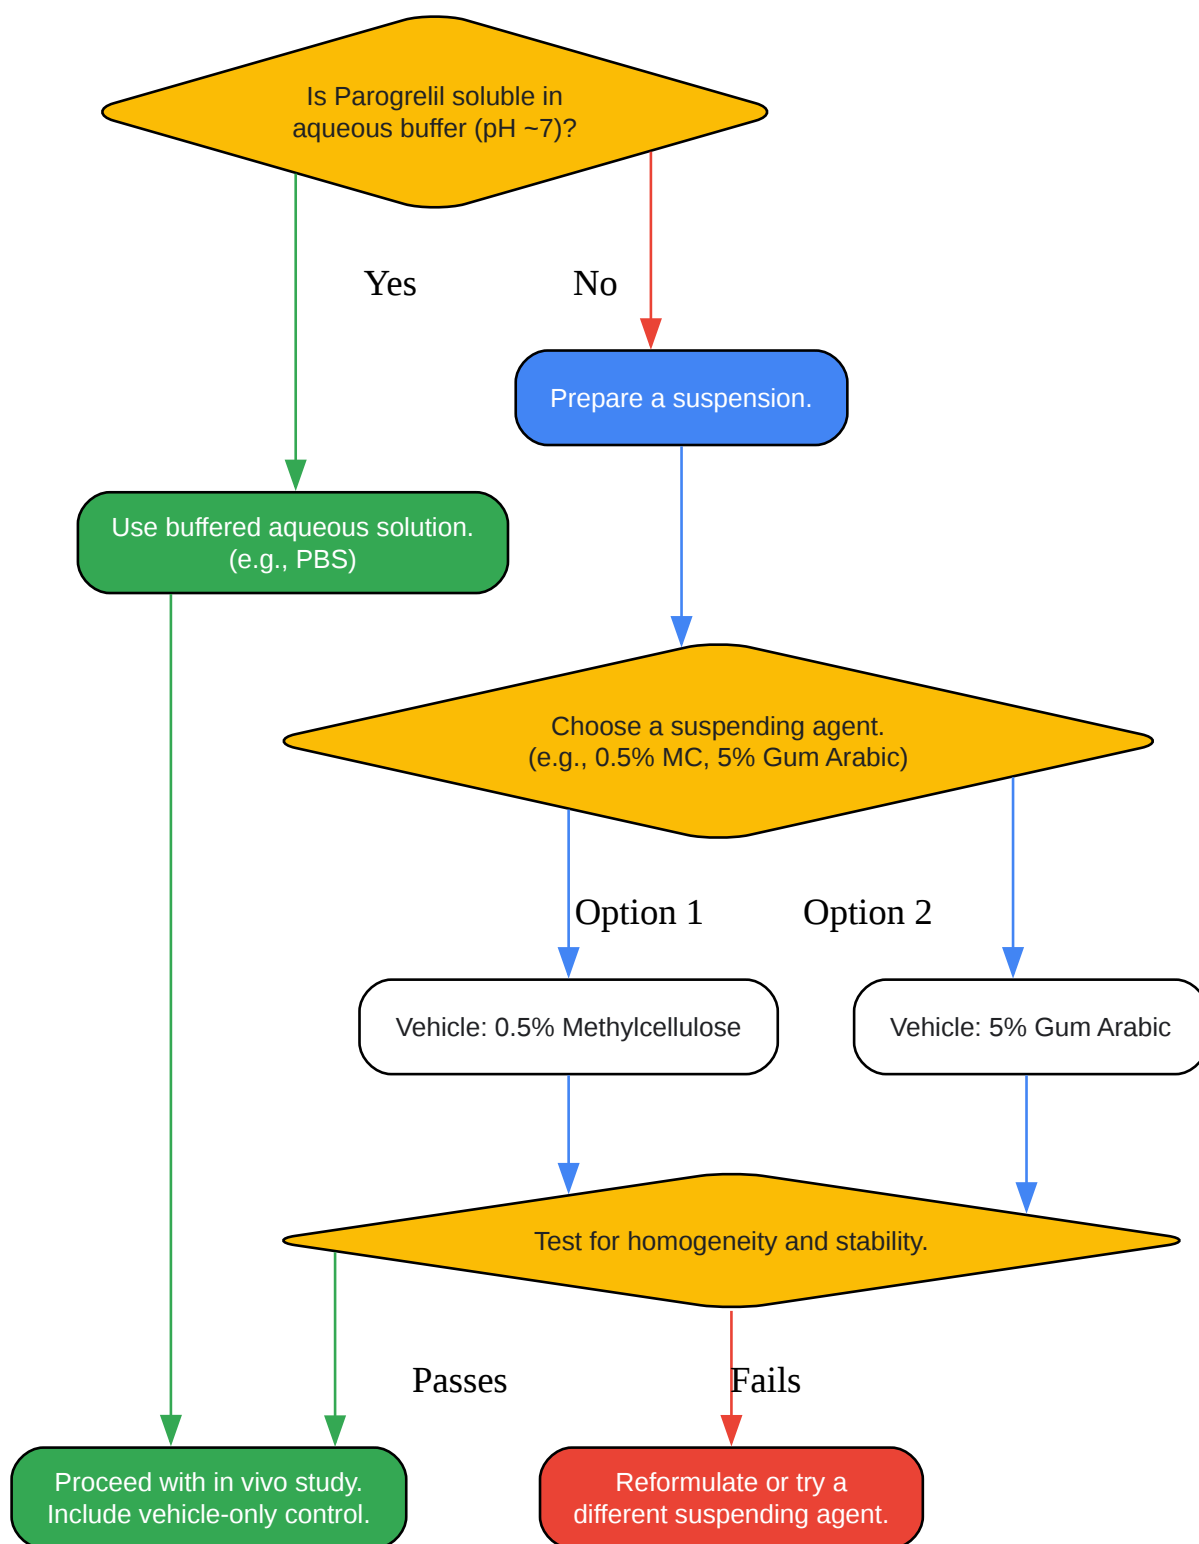 Is Parogrelil soluble in
aqueous buffer (pH ~7)?
Yes
No
Prepare a suspension.
Use buffered aqueous solution.
(e.g., PBS)
Choose a suspending agent.
(e.g., 0.5% MC, 5% Gum Arabic)
Option 1
Option 2
Vehicle: 0.5% Methylcellulose
Vehicle: 5% Gum Arabic
Test for homogeneity and stability.
Passes
Fails
Proceed with in vivo study.
Include vehicle-only control.
Reformulate or try a
different suspending agent.